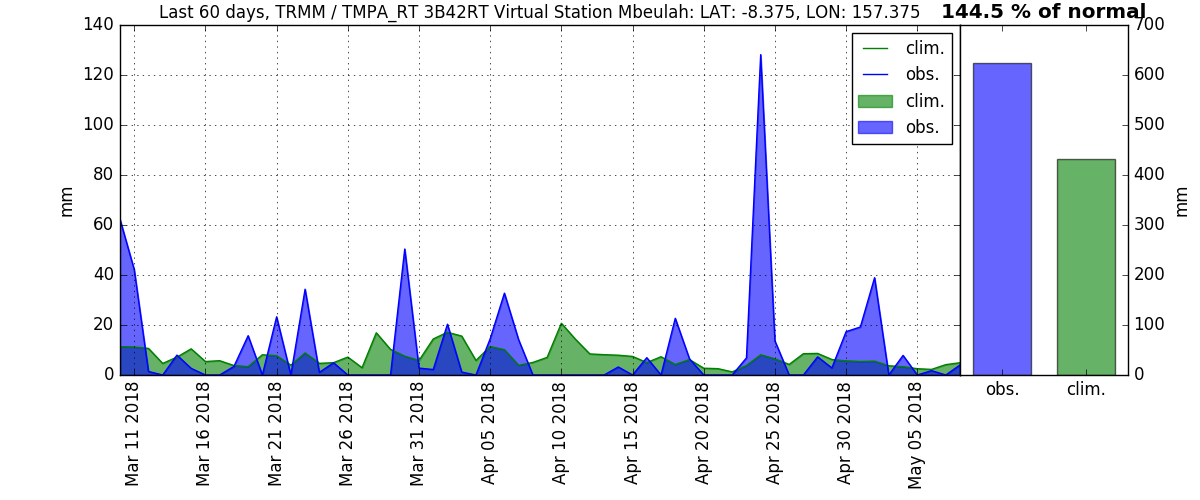 Last 60 days, TRMM / TMPA_RT 3B42RT Virtual Station Mbeulah: LAT: -8.375, LON: 157.375
144.5 % of normal
140
120
100
80
60
40
20
0
mm
clim.
obs.
clim.
obs.
Mar 11 2018
Mar 16 2018
Mar 21 2018
Mar 26 2018
Mar 31 2018
Apr 05 2018
Apr 10 2018
Apr 15 2018
Apr 20 2018
Apr 25 2018
Apr 30 2018
May 05 2018
700
600
500
400
300
200
100
0
mm
obs.
clim.